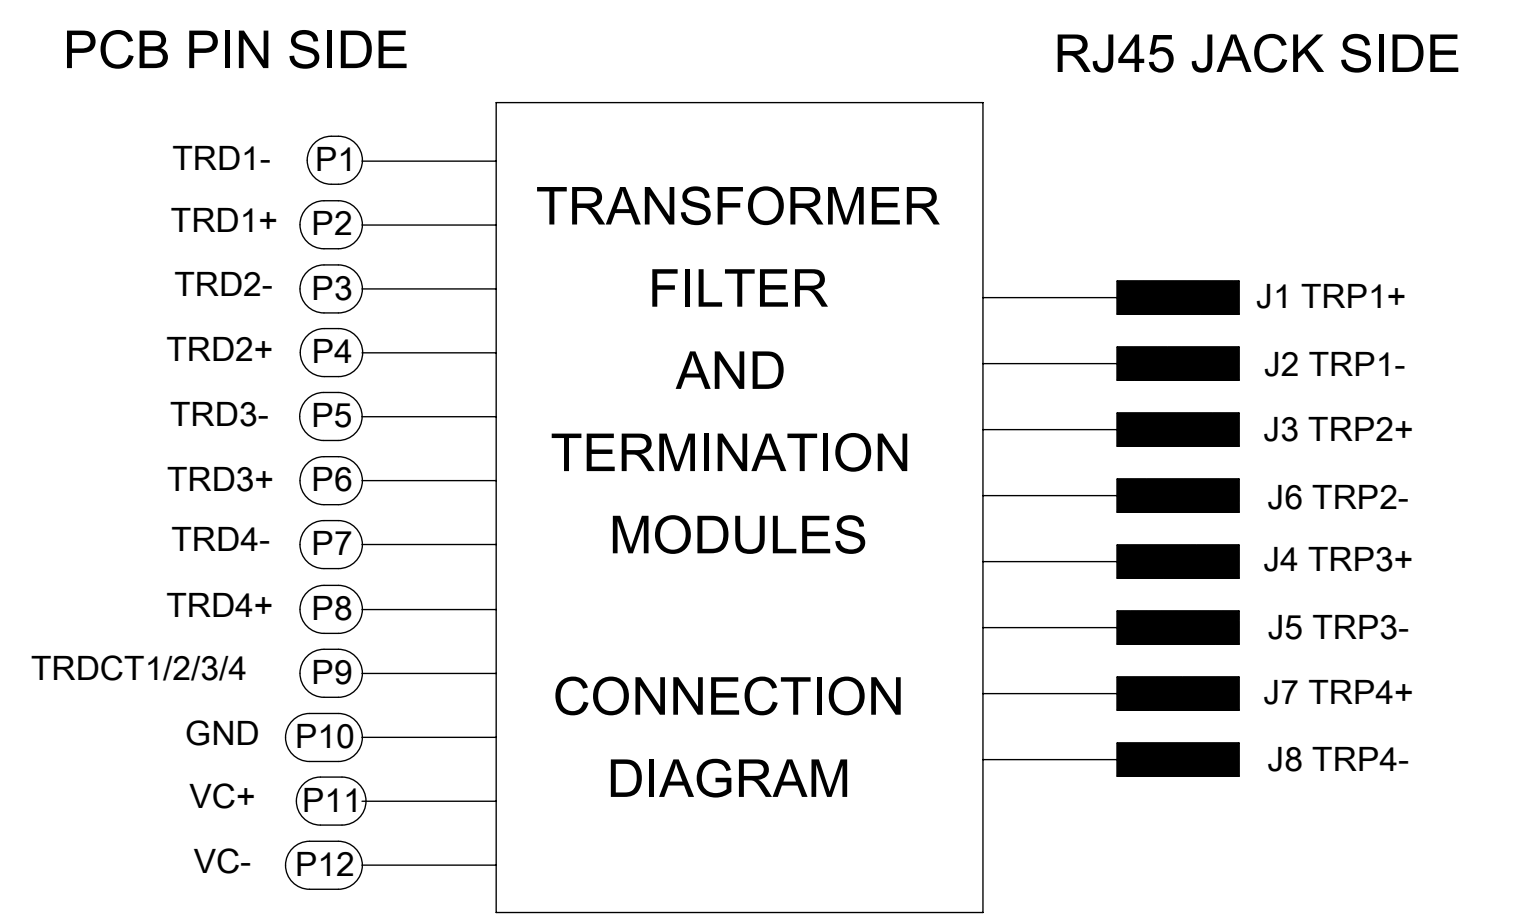 PCB PIN SIDE
RJ45 JACK SIDE
TRD1- P1
TRD1+ P2
TRD2- P3
TRD2+ P4
TRD3- P5
TRD3+ P6
TRD4- P7
TRD4+ P8
TRDCT1/2/3/4 P9
GND P10
VC+ P11
VC- P12
TRANSFORMER
FILTER
AND
TERMINATION
MODULES
CONNECTION
DIAGRAM
J1 TRP1+
J2 TRP1-
J3 TRP2+
J6 TRP2-
J4 TRP3+
J5 TRP3-
J7 TRP4+
J8 TRP4-